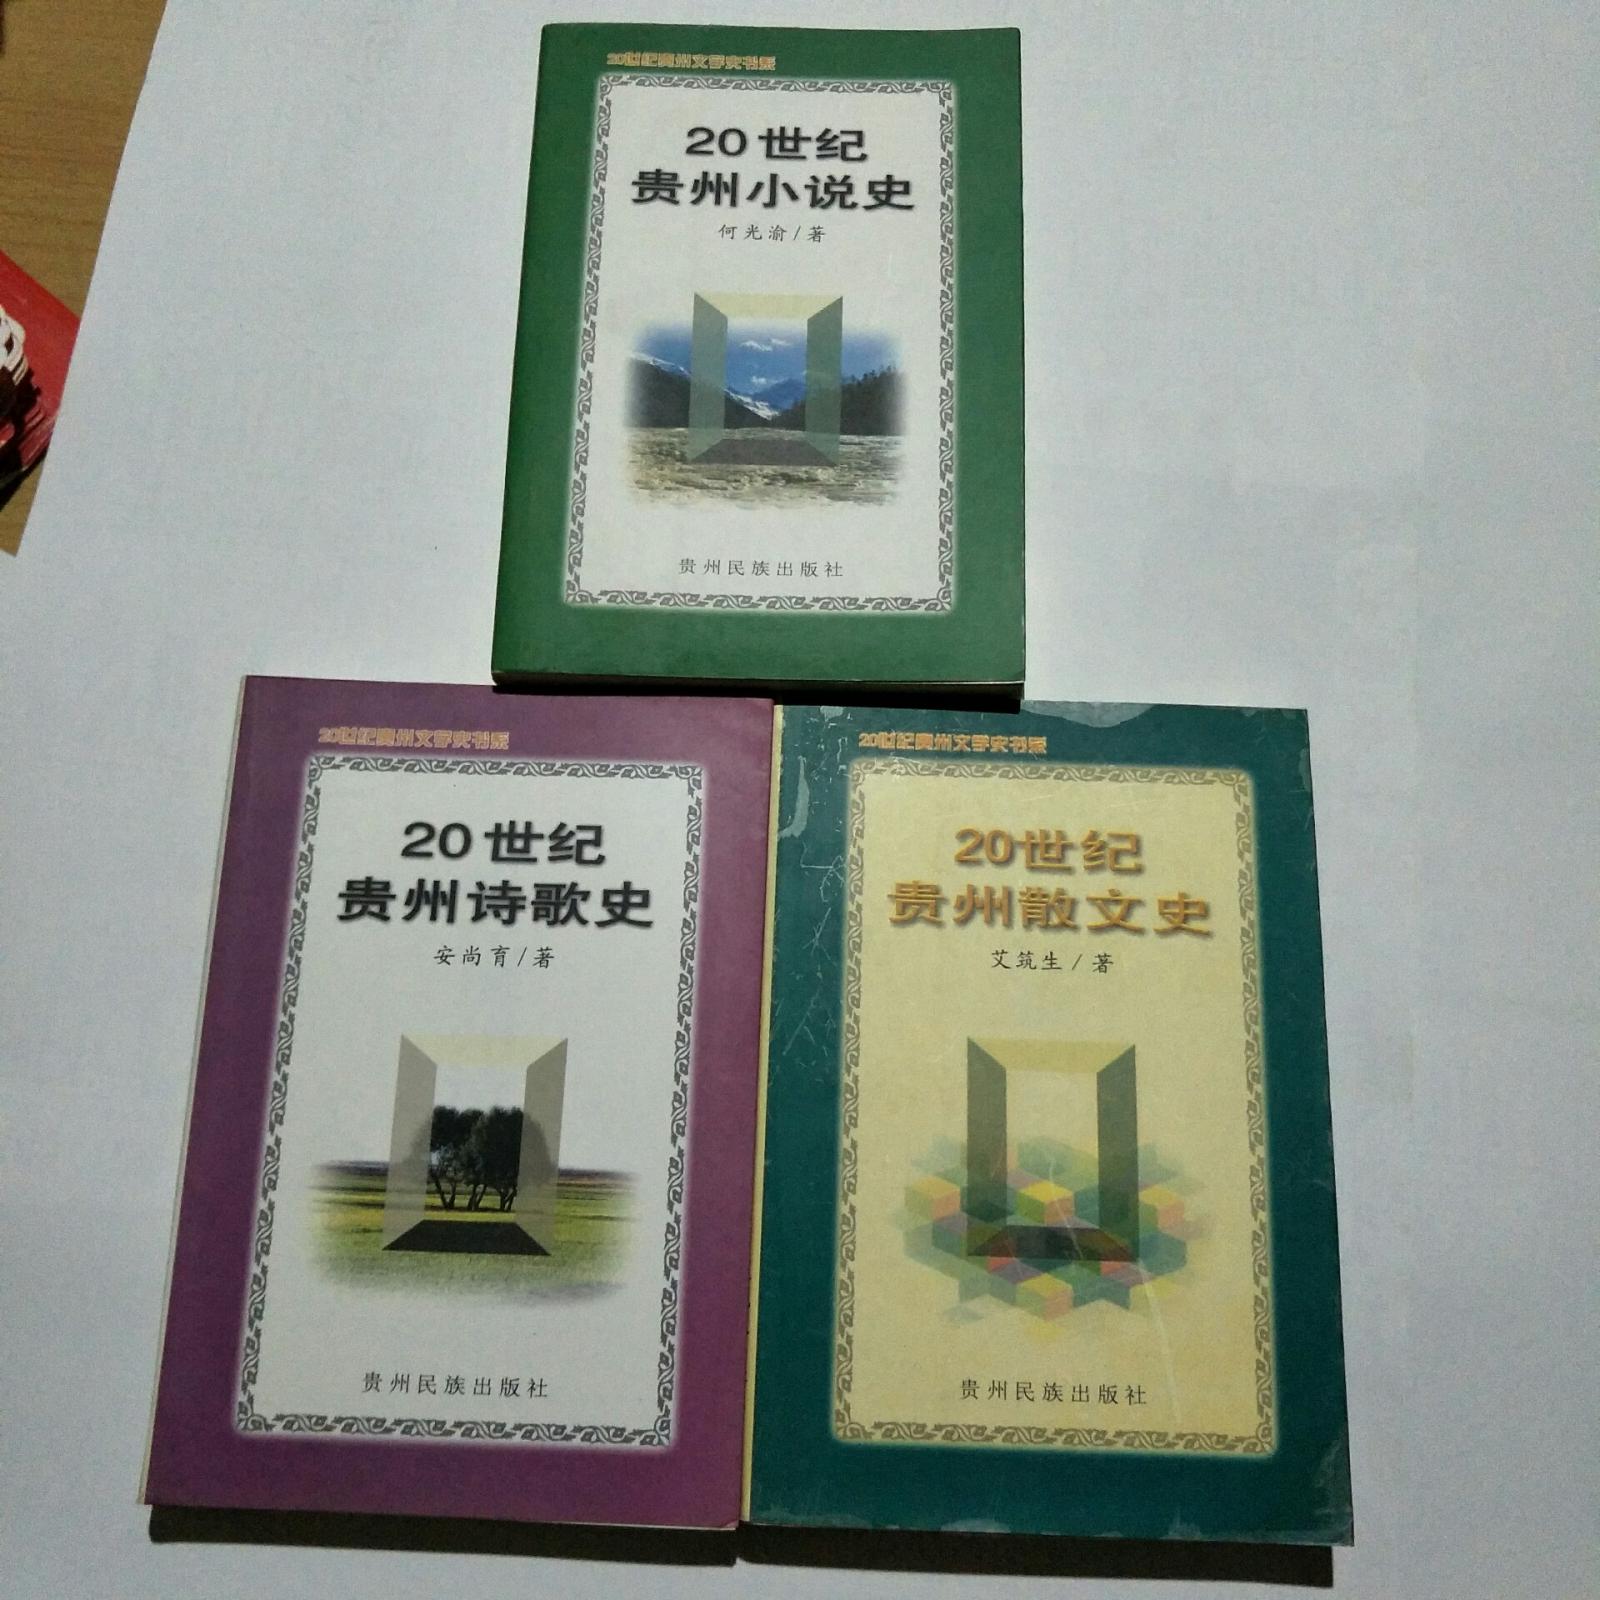 20世纪贵州文学史书系
20世纪
贵州小说史
何光渝/著
贵州民族出版社
20世纪贵州文学史书系
20世纪
贵州诗歌史
安尚育/著
贵州民族出版社
20世纪贵州文学史书系
20世纪
贵州散文史
艾筑生/著
贵州民族出版社